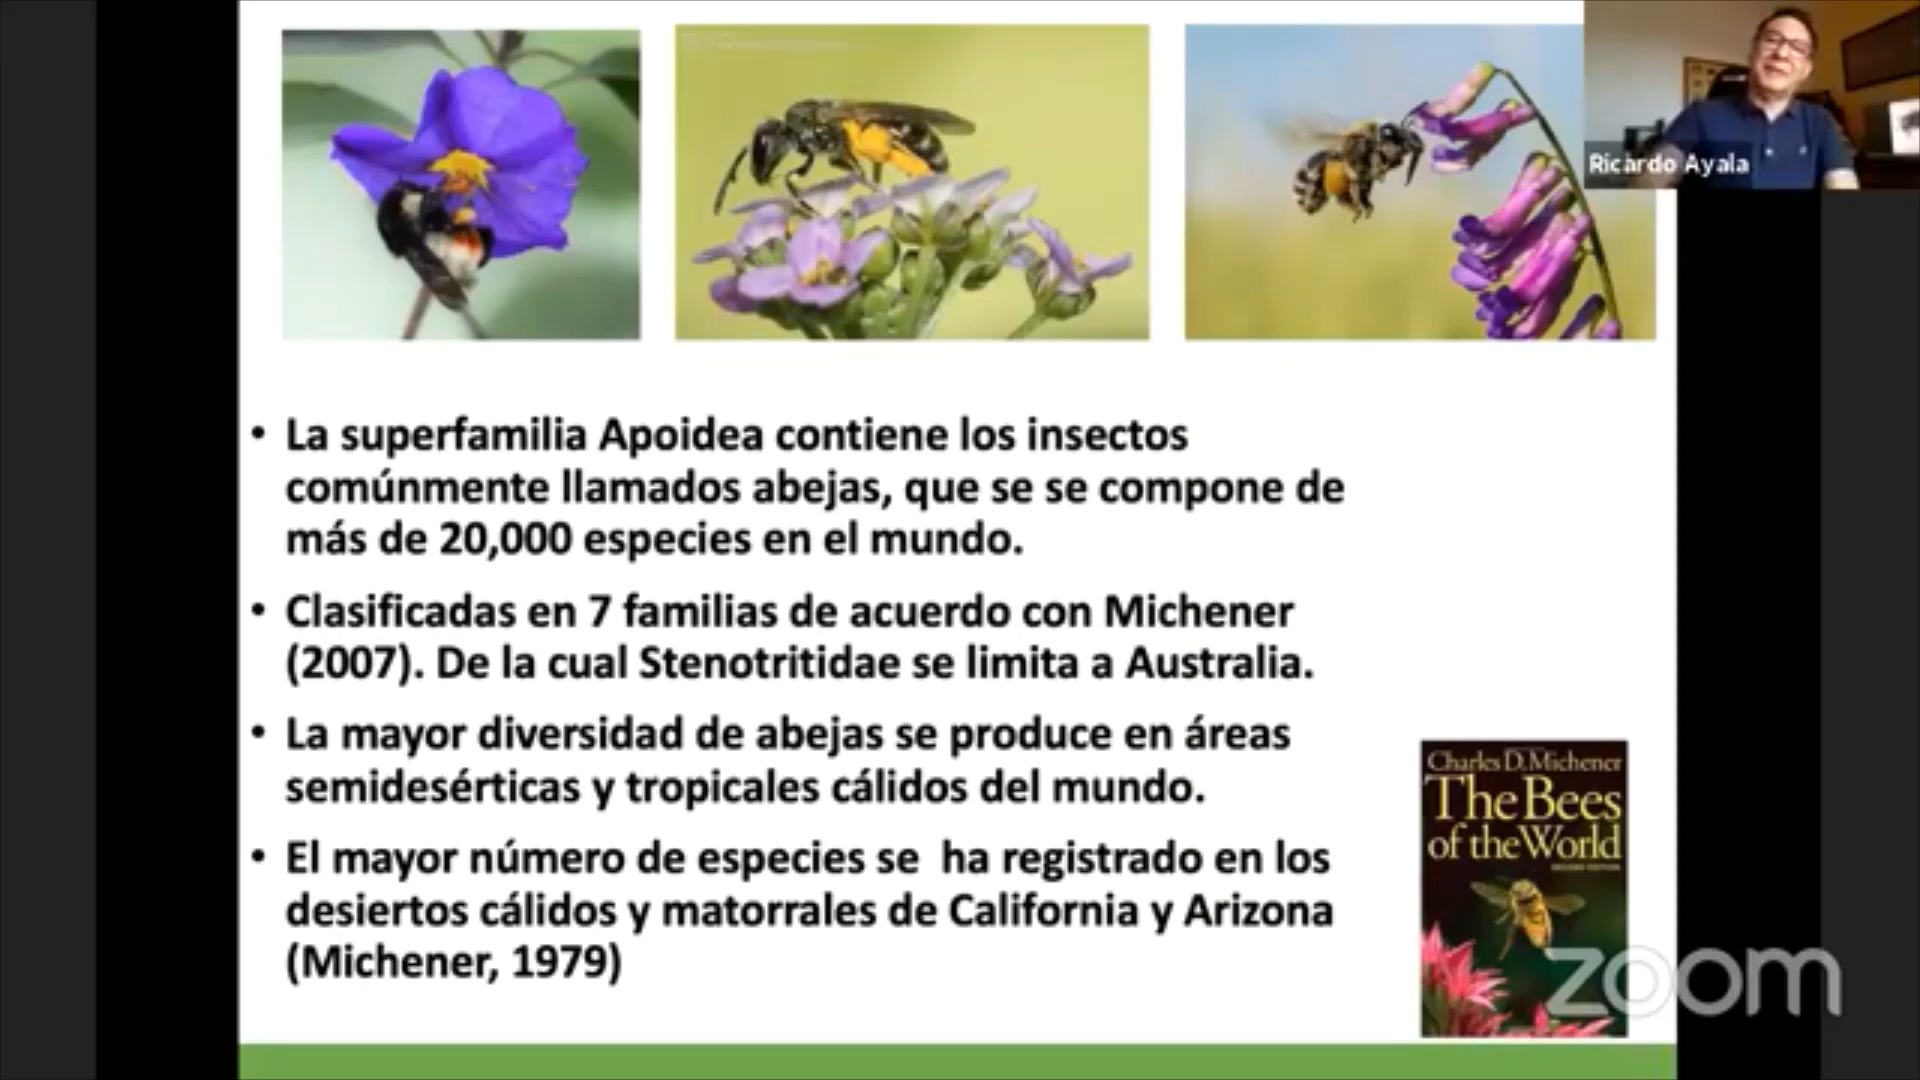 Ricardo Ayala
• La superfamilia Apoidea contiene los insectos
comúnmente llamados abejas, que se se compone de
más de 20,000 especies en el mundo.
• Clasificadas en 7 familias de acuerdo con Michener
(2007). De la cual Stenotritidae se limita a Australia.
• La mayor diversidad de abejas se produce en áreas
semidesérticas y tropicales cálidos del mundo.
• El mayor número de especies se ha registrado en los
desiertos cálidos y matorrales de California y Arizona
(Michener, 1979)
Charles D. Michener
The Bees
of the World
zoom